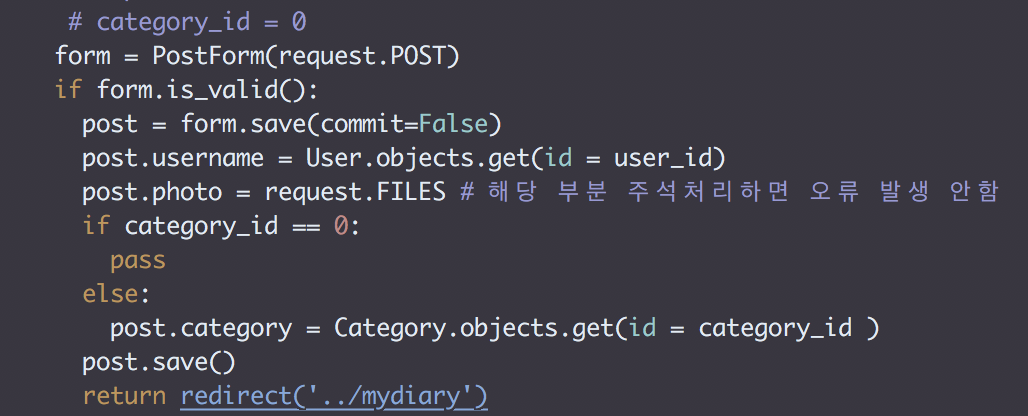 # category_id = 0
form = PostForm(request.POST)
if form.is_valid():
post = form.save(commit=False)
post.username = User.objects.get(id = user_id)
post.photo = request.FILES # 해당 부분 주석처리하면 오류 발생 안함
if category_id == 0:
pass
else:
post.category = Category.objects.get(id = category_id )
post.save()
return redirect('../mydiary')